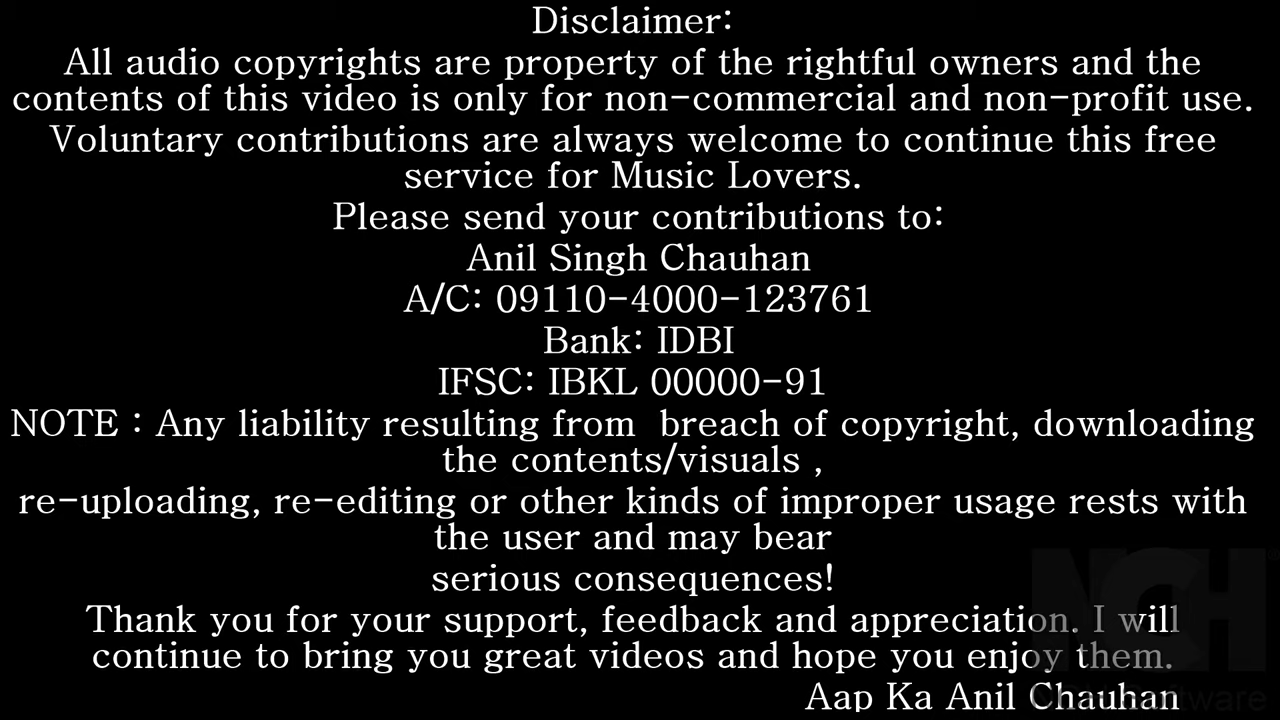 Disclaimer:
All audio copyrights are property of the rightful owners and the
contents of this video is only for non-commercial and non-profit use.
Voluntary contributions are always welcome to continue this free
service for Music Lovers.
Please send your contributions to:
Anil Singh Chauhan
A/C: 09110-4000-123761
Bank: IDBI
IFSC: IBKL 00000-91
NOTE : Any liability resulting from  breach of copyright, downloading
the contents/visuals ,
re-uploading, re-editing or other kinds of improper usage rests with
the user and may bear
serious consequences!
Thank you for your support, feedback and appreciation. I will
continue to bring you great videos and hope you enjoy them.
Aap Ka Anil Chauhan
NCH
NCH Software